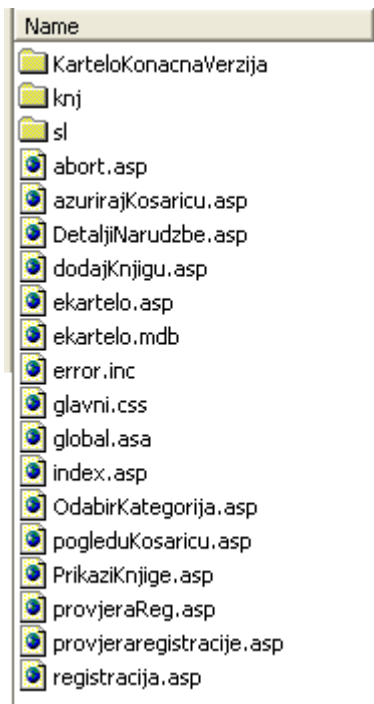 Name
KarteloKonacnaVerzija
knj
sl
abort.asp
azurirajKosaricu.asp
DetaljiNarudzbe.asp
dodajKnjigu.asp
ekartelo.asp
ekartelo.mdb
error.inc
glavni.css
global.asa
index.asp
OdabirKategorija.asp
pogleduKosaricu.asp
PrikaziKnjige.asp
provjeraReg.asp
provjeraregistracije.asp
registracija.asp